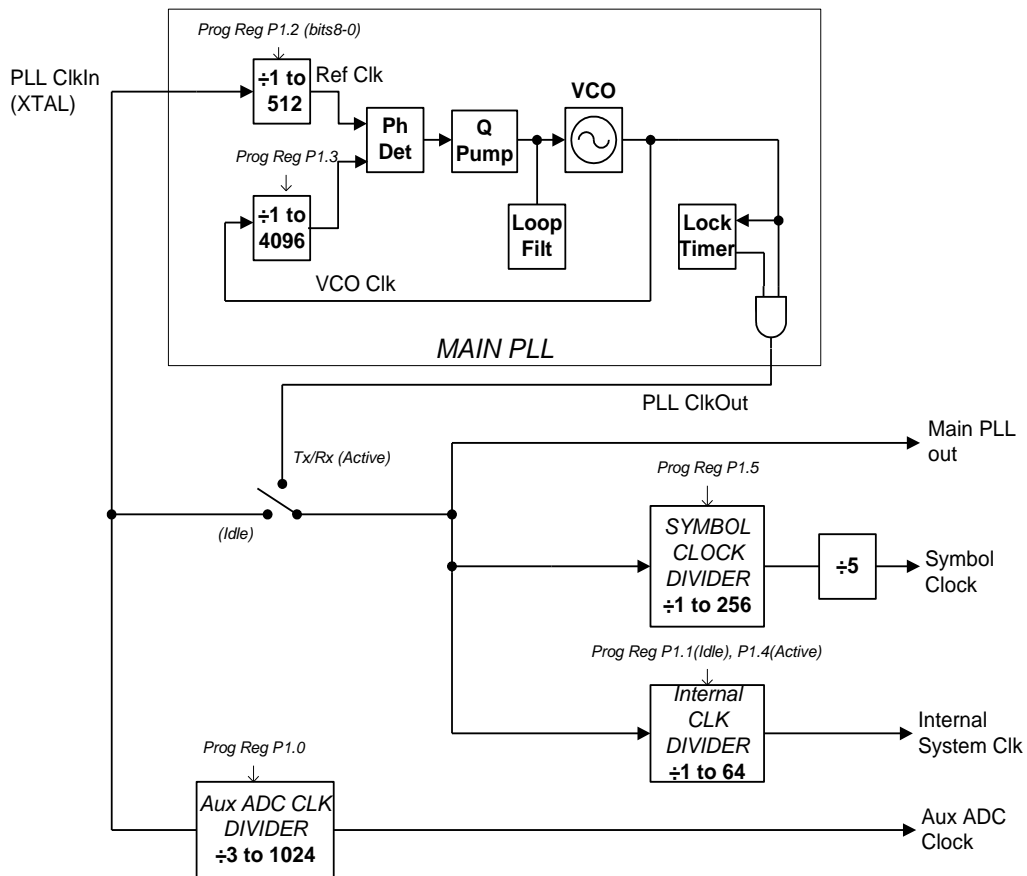 Prog Reg P1.2 (bits8-0)
PLL ClkIn
(XTAL)
÷1 to
512
Ref Clk
Ph
Det
Q
Pump
VCO
Prog Reg P1.3
÷1 to
4096
Loop
Filt
Lock
Timer
VCO Clk
MAIN PLL
PLL ClkOut
Tx/Rx (Active)
(Idle)
Main PLL
out
Prog Reg P1.5
SYMBOL
CLOCK
DIVIDER
÷1 to 256
÷5
Symbol
Clock
Prog Reg P1.1(Idle), P1.4(Active)
Internal
CLK
DIVIDER
÷1 to 64
Internal
System Clk
Prog Reg P1.0
Aux ADC CLK
DIVIDER
÷3 to 1024
Aux ADC
Clock